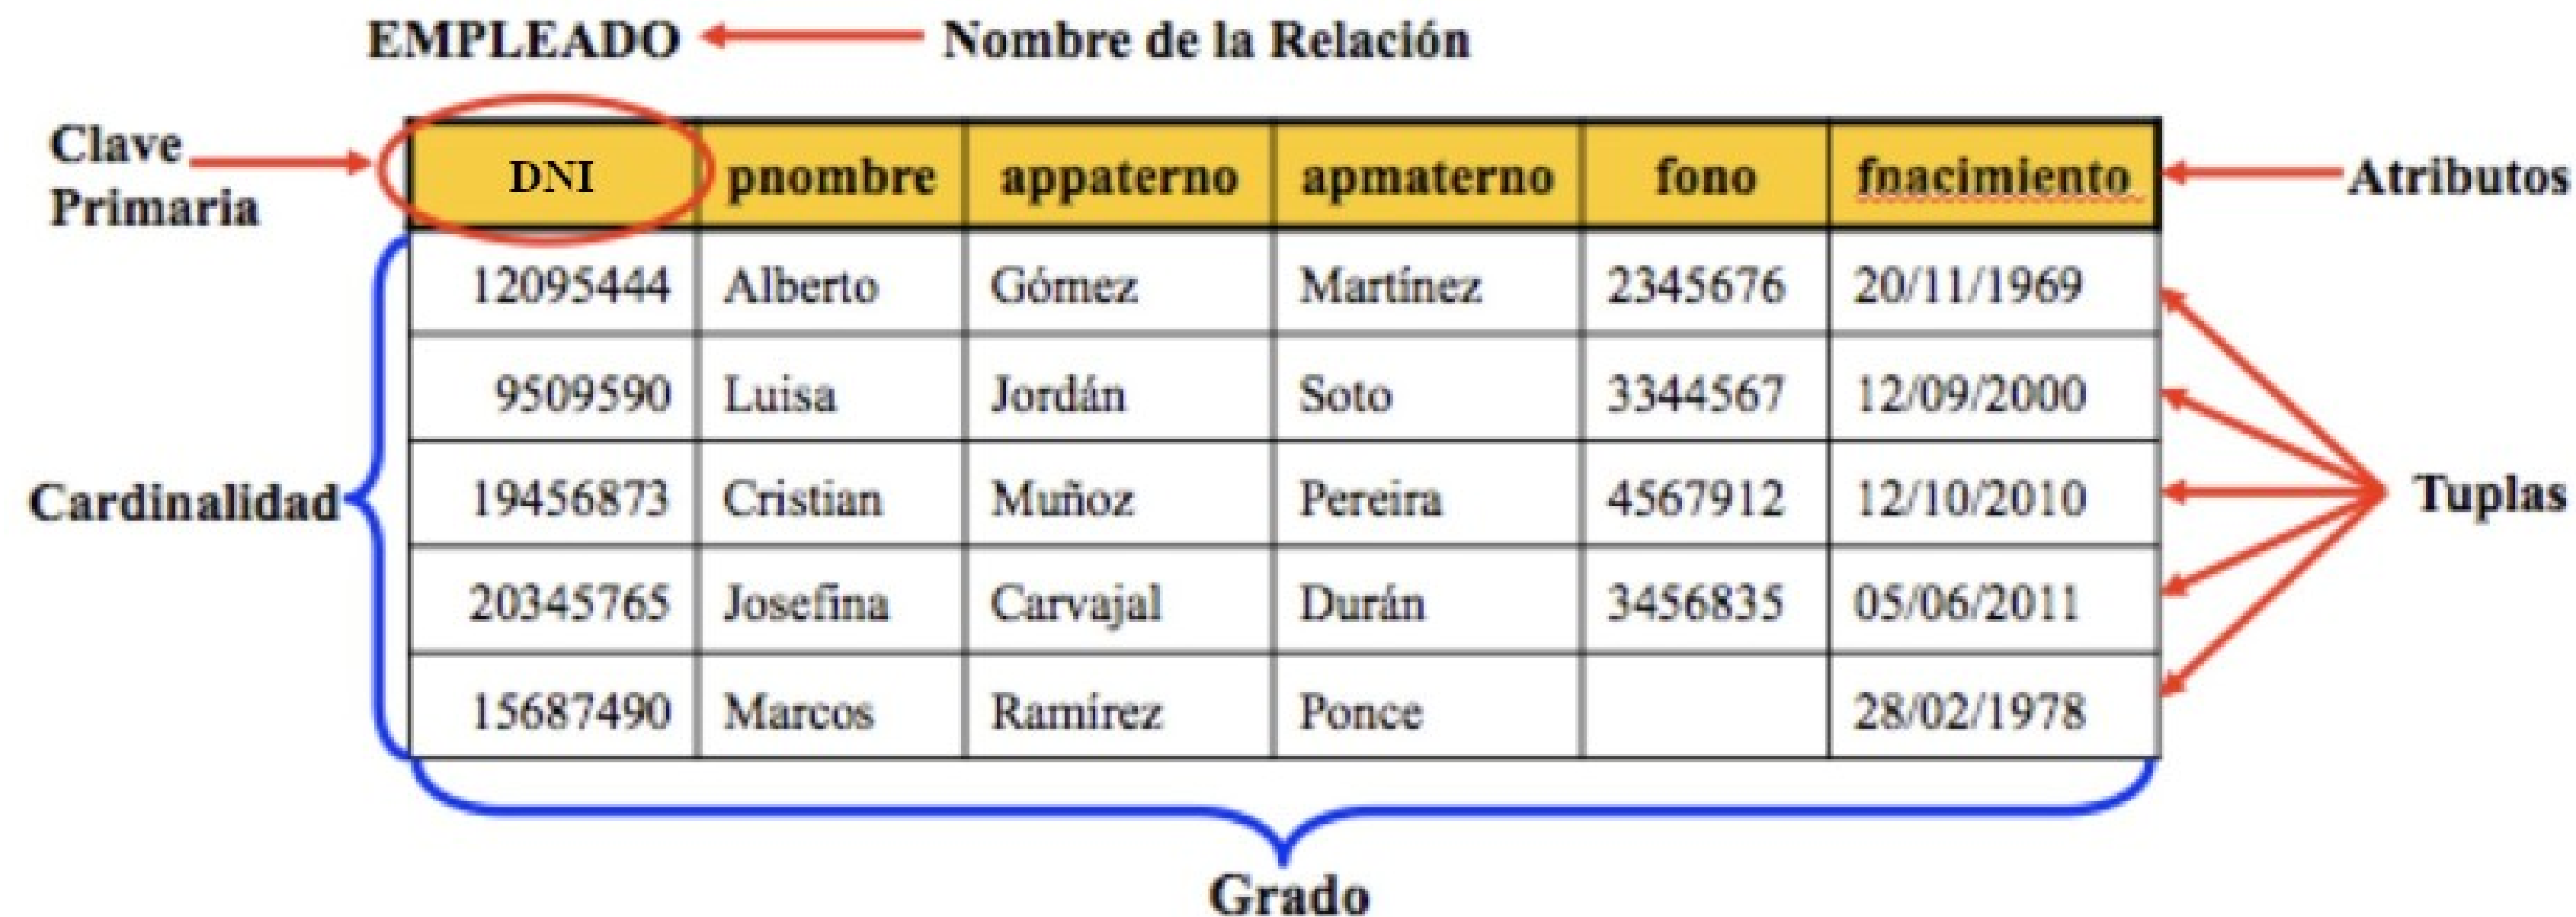 EMPLEADO Nombre de la Relación
Clave Primaria
DNI pnombre appaterno apmaterno fono fnacimiento Atributos
12095444 Alberto Gómez Martínez 2345676 20/11/1969
9509590 Luisa Jordán Soto 3344567 12/09/2000
Cardinalidad 19456873 Cristian Muñoz Pereira 4567912 12/10/2010 Tuplas
20345765 Josefina Carvajal Durán 3456835 05/06/2011
15687490 Marcos Ramírez Ponce 28/02/1978
Grado